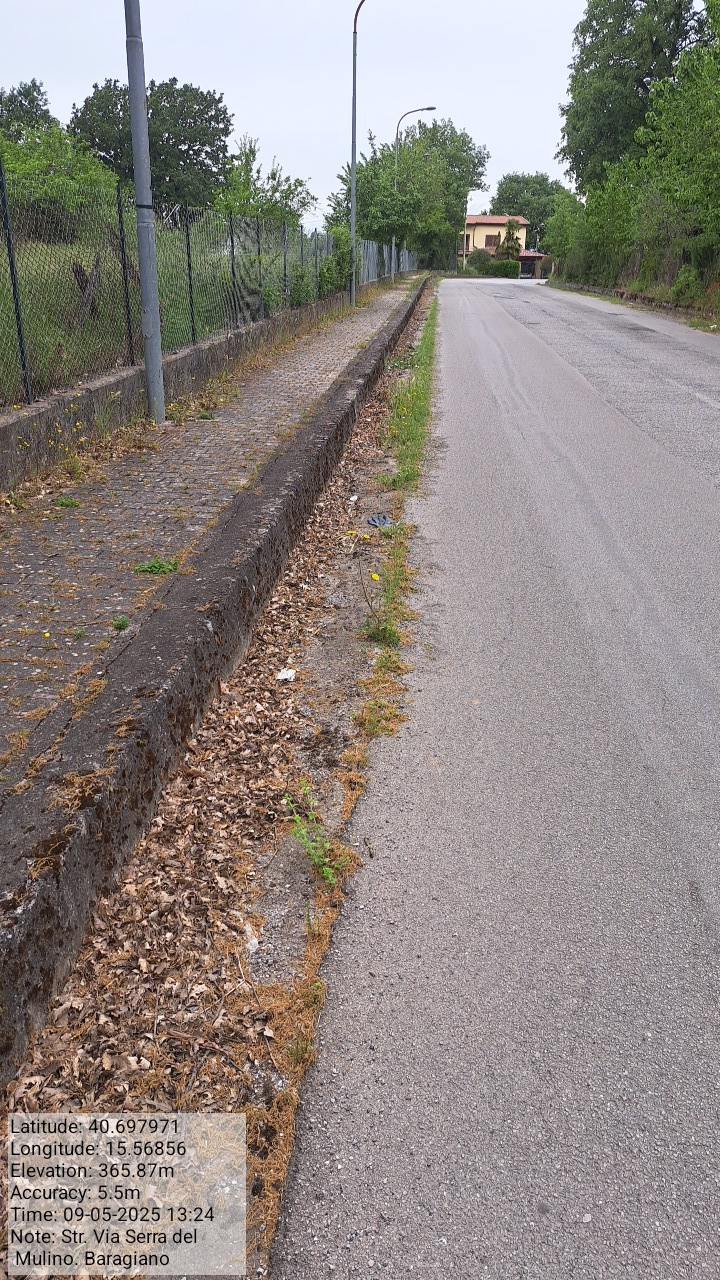 Latitude: 40.697971
Longitude: 15.56856
Elevation: 365.87m
Accuracy: 5.5m
Time: 09-05-2025 13:24
Note: Str. Via Serra del
Mulino. Baragiano